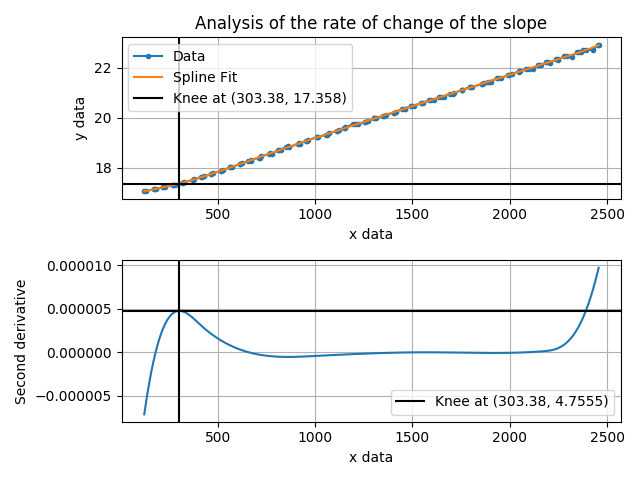 Analysis of the rate of change of the slope
Data
Spline Fit
Knee at (303.38, 17.358)
22
20
18
y data
500 1000 1500 2000 2500
x data
0.000010
0.000005
0.000000
−0.000005
Second derivative
Knee at (303.38, 4.7555)
500 1000 1500 2000 2500
x data